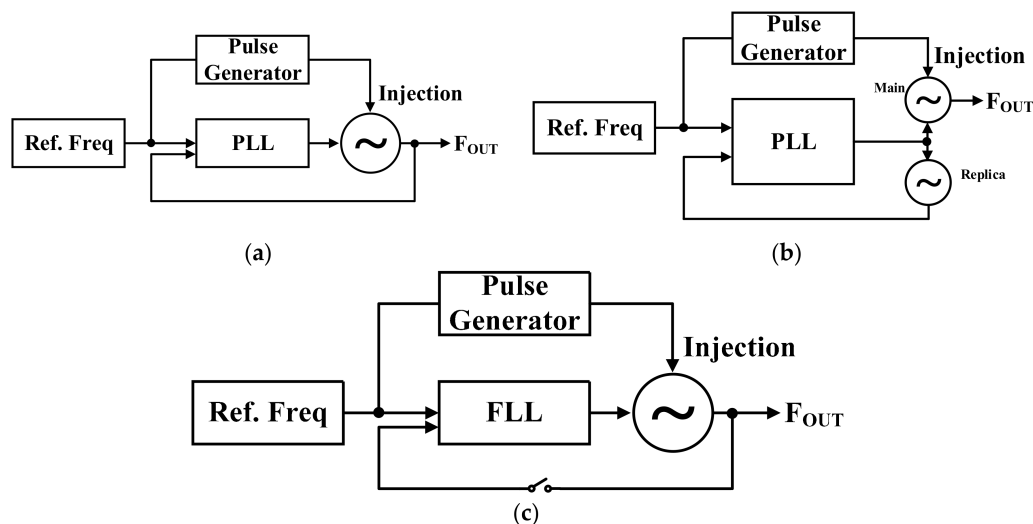 Pulse
Generator
Injection
Ref. Freq
PLL
F_OUT
(a)
Pulse
Generator
Injection
Main
F_OUT
Ref. Freq
PLL
Replica
(b)
Pulse
Generator
Injection
Ref. Freq
FLL
F_OUT
(c)